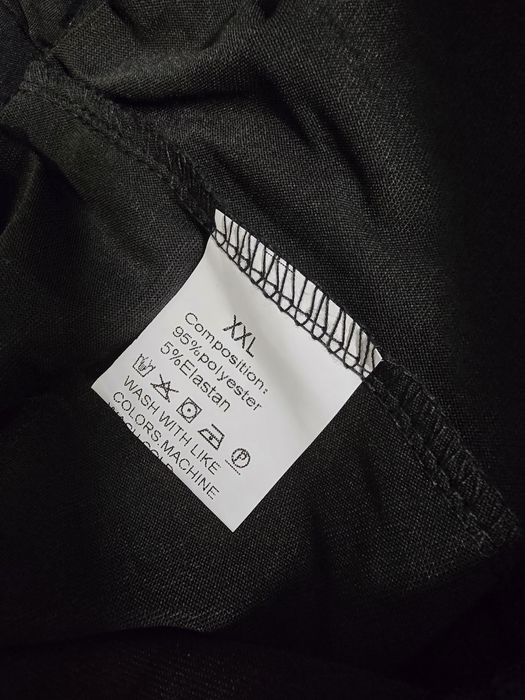 XXL
Composition:
95%polyester
5%Elastan
P
WASH WITH LIKE
COLORS.MACHINE